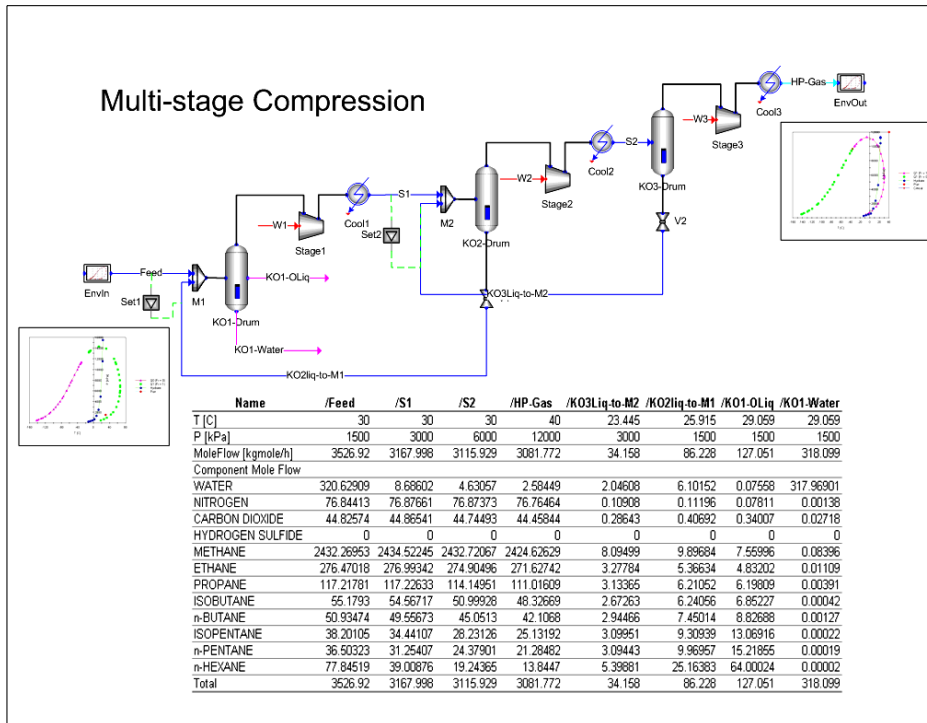 Multi-stage Compression
HP-Gas
EnvOut
Cool3
W3
Stage3
S2
Cool2
KO3-Drum
W2
Stage2
V2
S1
M2
Cool1
Set2
KO2-Drum
W1
Stage1
Feed
KO1-OLiq
KO3Liq-to-M2
EnvIn
Set1
M1
KO1-Drum
KO1-Water
KO2liq-to-M1
Name /Feed /S1 /S2 /HP-Gas /KO3Liq-to-M2 /KO2liq-to-M1 /KO1-OLiq /KO1-Water
T [C] 30 30 30 40 23.445 25.915 29.059 29.059
P [kPa] 1500 3000 6000 12000 3000 1500 1500 1500
MoleFlow [kgmole/h] 3526.92 3167.998 3115.929 3081.772 34.158 86.228 127.051 318.099
Component Mole Flow
WATER 320.62909 8.68602 4.63057 2.58449 2.04608 6.10152 0.07558 317.96901
NITROGEN 76.84413 76.87661 76.87373 76.76464 0.10908 0.11196 0.07811 0.00138
CARBON DIOXIDE 44.82574 44.86541 44.74493 44.45844 0.28643 0.40692 0.34007 0.02718
HYDROGEN SULFIDE 0 0 0 0 0 0 0 0
METHANE 2432.26953 2434.52245 2432.72067 2424.62629 8.09499 9.89684 7.55996 0.08396
ETHANE 276.47018 276.99342 274.90496 271.62742 3.27784 5.36634 4.83202 0.01109
PROPANE 117.21781 117.22633 114.14951 111.01609 3.13365 6.21052 6.19809 0.00391
ISOBUTANE 55.1793 54.56717 50.99928 48.32669 2.67263 6.24056 6.85227 0.00042
n-BUTANE 50.93474 49.55673 45.0513 42.1068 2.94466 7.45014 8.82688 0.00127
ISOPENTANE 38.20105 34.44107 28.23126 25.13192 3.09951 9.30939 13.06916 0.00022
n-PENTANE 36.50323 31.25407 24.37901 21.28482 3.09443 9.96957 15.21855 0.00019
n-HEXANE 77.84519 39.00876 19.24365 13.8447 5.39881 25.16383 64.00024 0.00002
Total 3526.92 3167.998 3115.929 3081.772 34.158 86.228 127.051 318.099